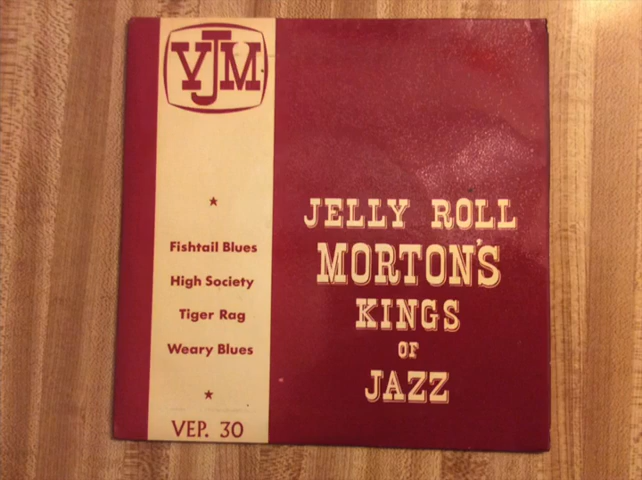 VJM
Fishtail Blues
High Society
Tiger Rag
Weary Blues
VEP. 30
JELLY ROLL
MORTON'S
KINGS
OF
JAZZ